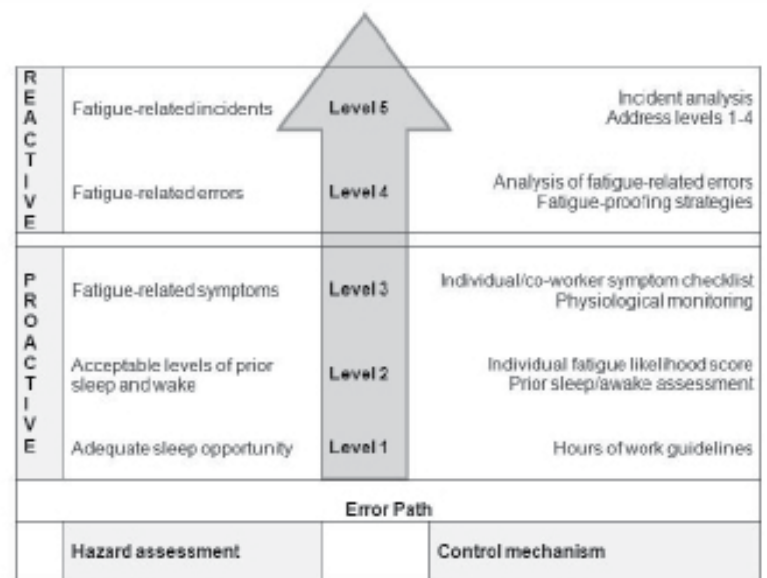 REACTIVE
Fatigue-related incidents
Level 5
Incident analysis
Address levels 1-4
Fatigue-related errors
Level 4
Analysis of fatigue-related errors
Fatigue-proofing strategies
PROACTIVE
Fatigue-related symptoms
Level 3
Individual/co-worker symptom checklist
Physiological monitoring
Acceptable levels of prior
sleep and wake
Level 2
Individual fatigue likelihood score
Prior sleep/awake assessment
Adequate sleep opportunity
Level 1
Hours of work guidelines
Error Path
Hazard assessment
Control mechanism